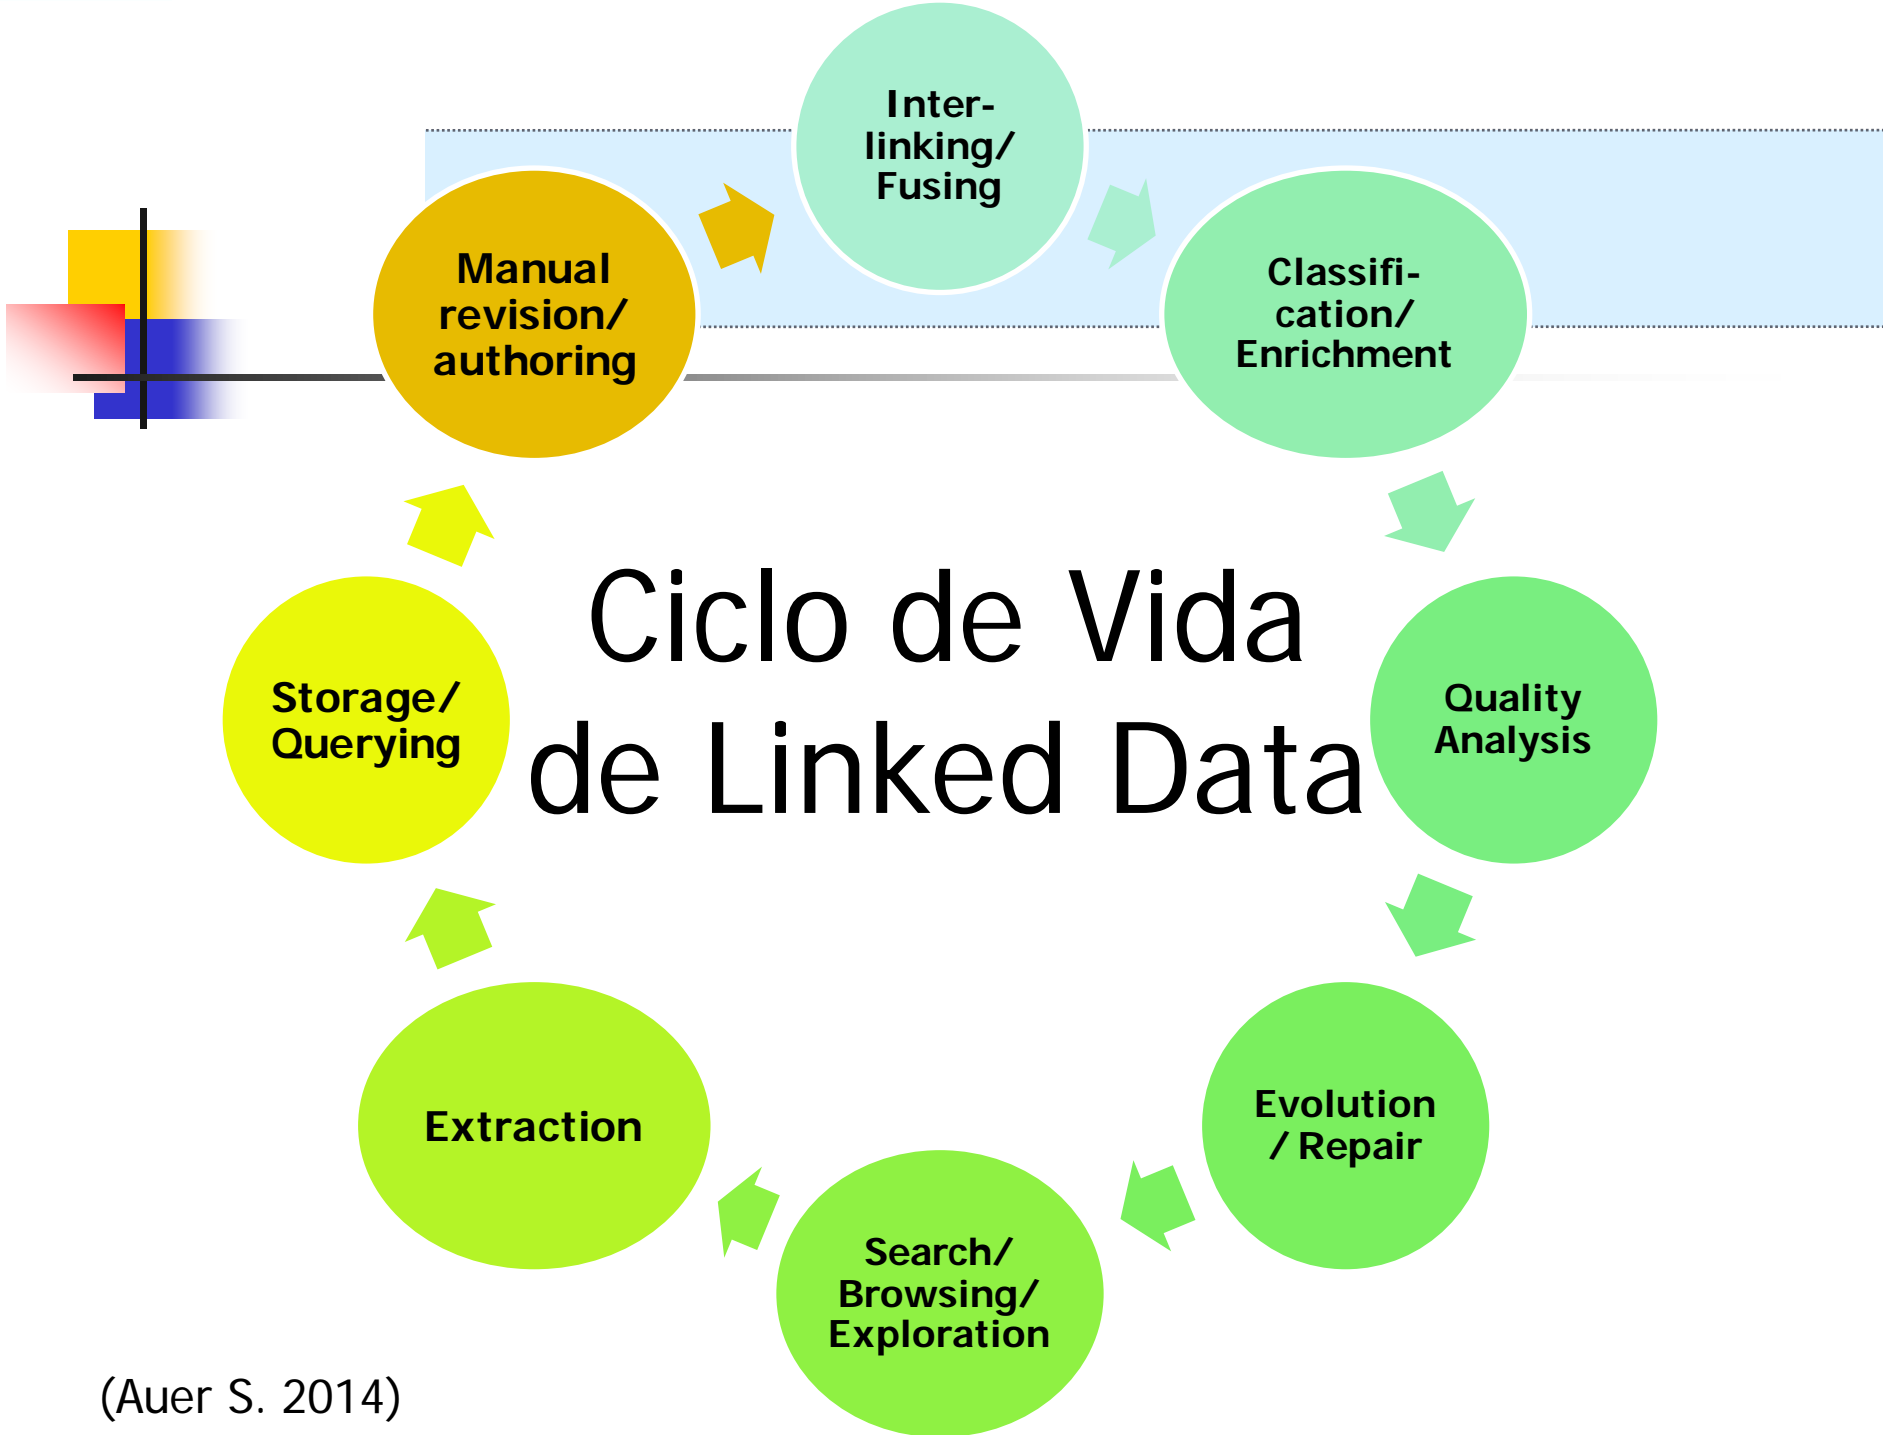 Inter-
linking/
Fusing
Classifi-
cation/
Enrichment
Quality
Analysis
Evolution
/ Repair
Search/
Browsing/
Exploration
Extraction
Storage/
Querying
Manual
revision/
authoring
Ciclo de Vida
de Linked Data
(Auer S. 2014)